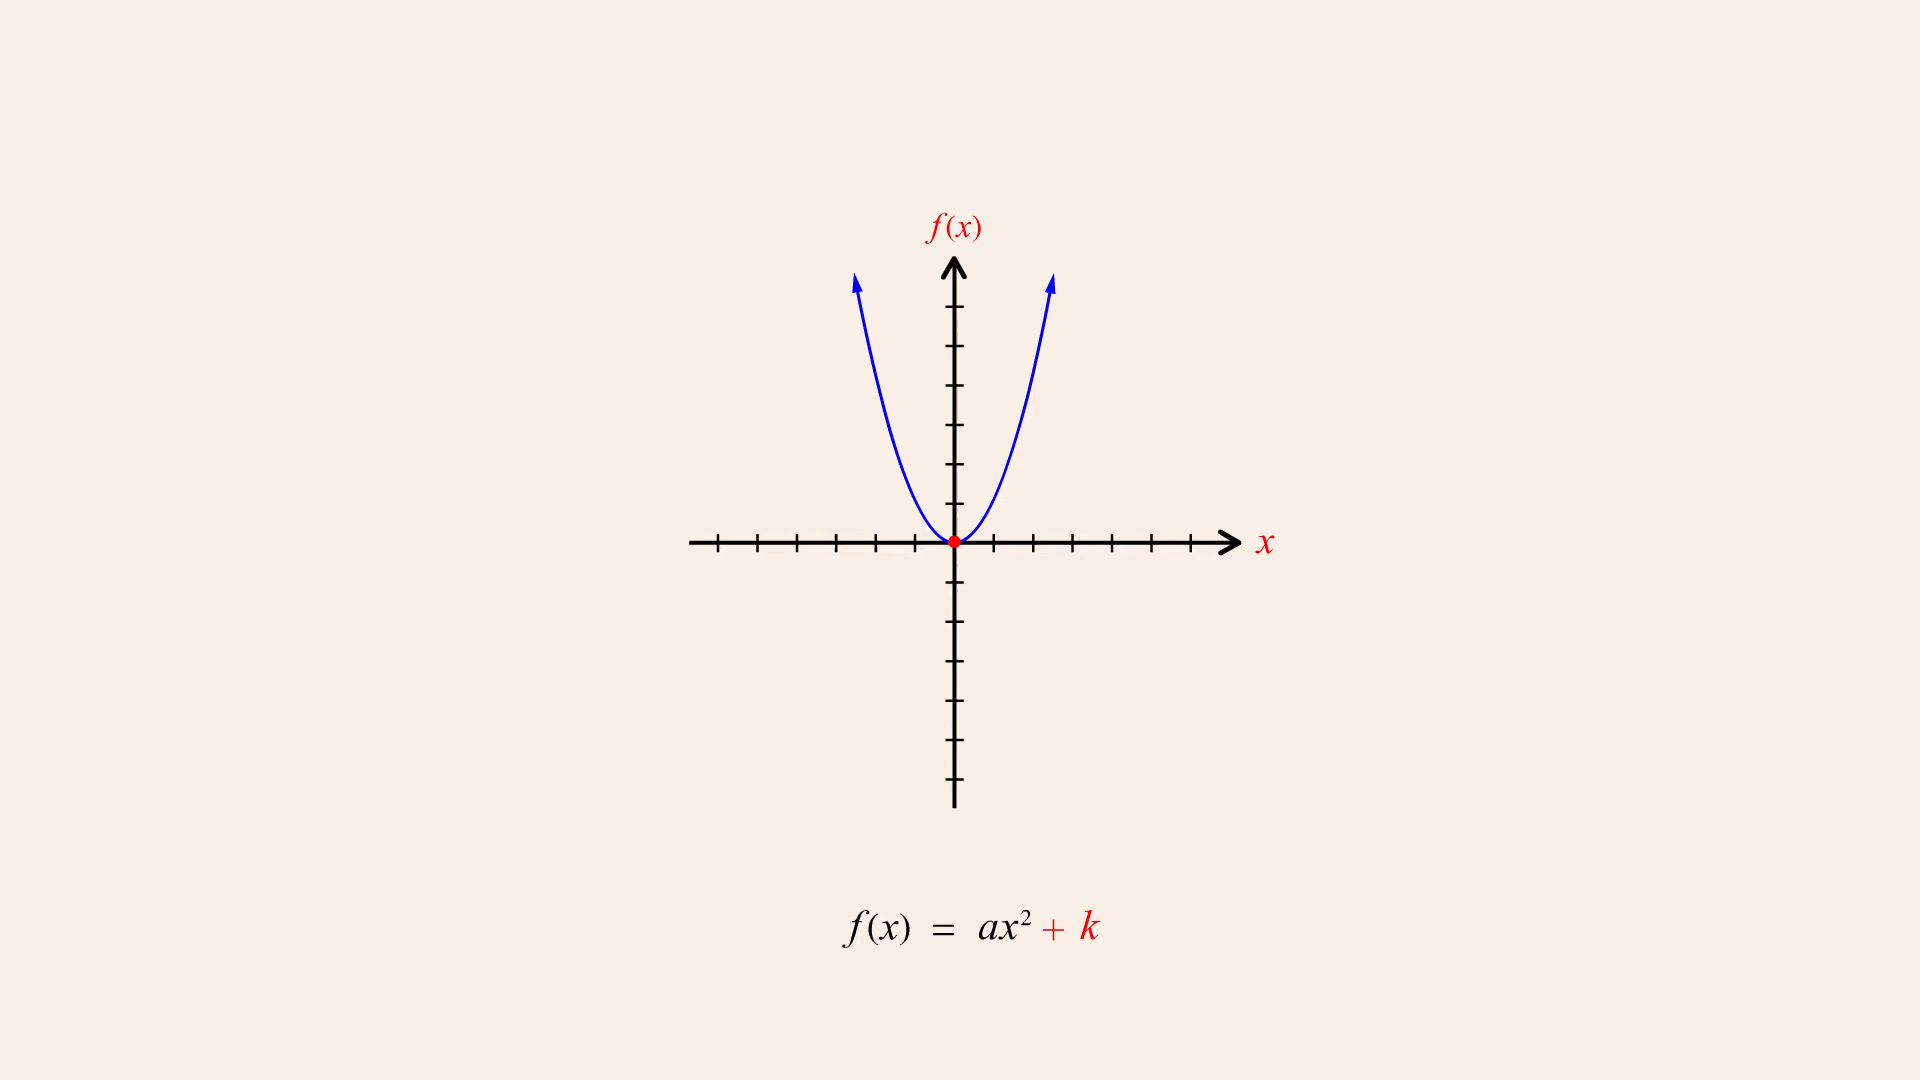 f(x)
x
f(x) = ax² + k